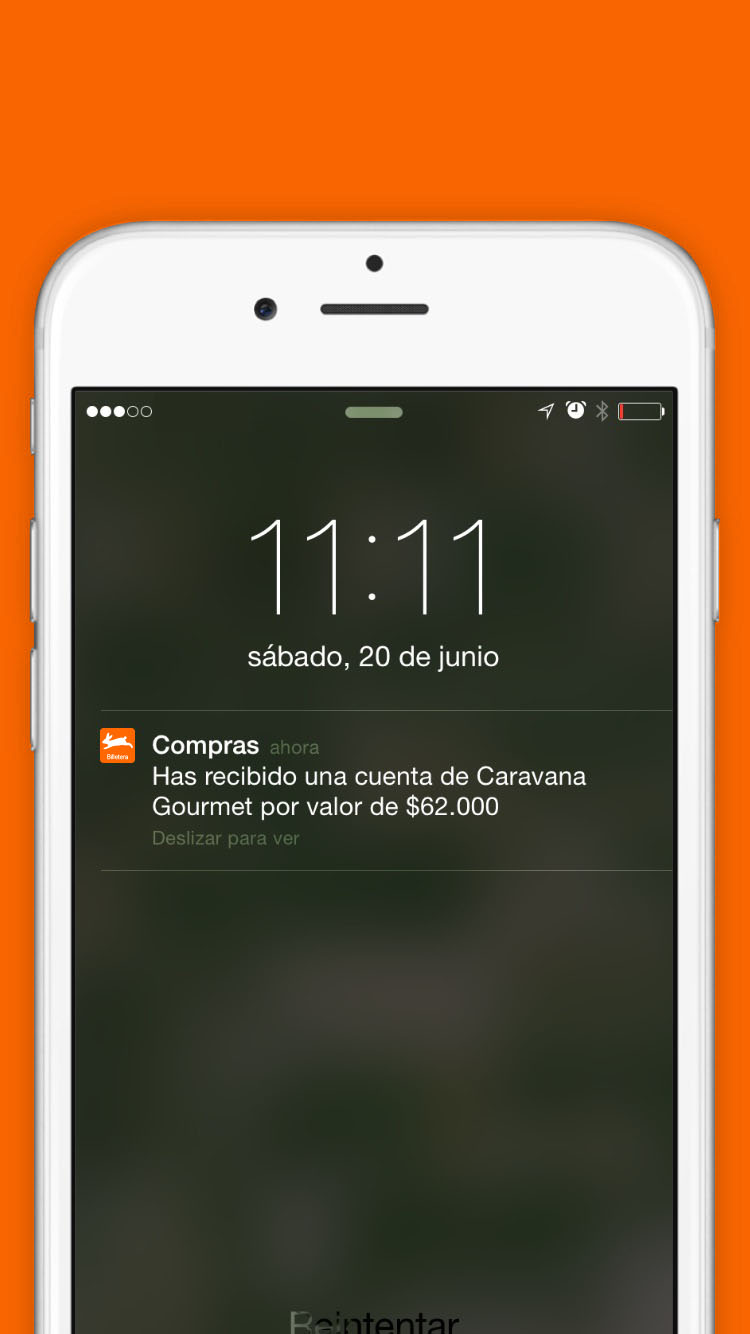 11:11
sábado, 20 de junio
Billetera
Compras ahora
Has recibido una cuenta de Caravana
Gourmet por valor de $62.000
Deslizar para ver
Reintentar